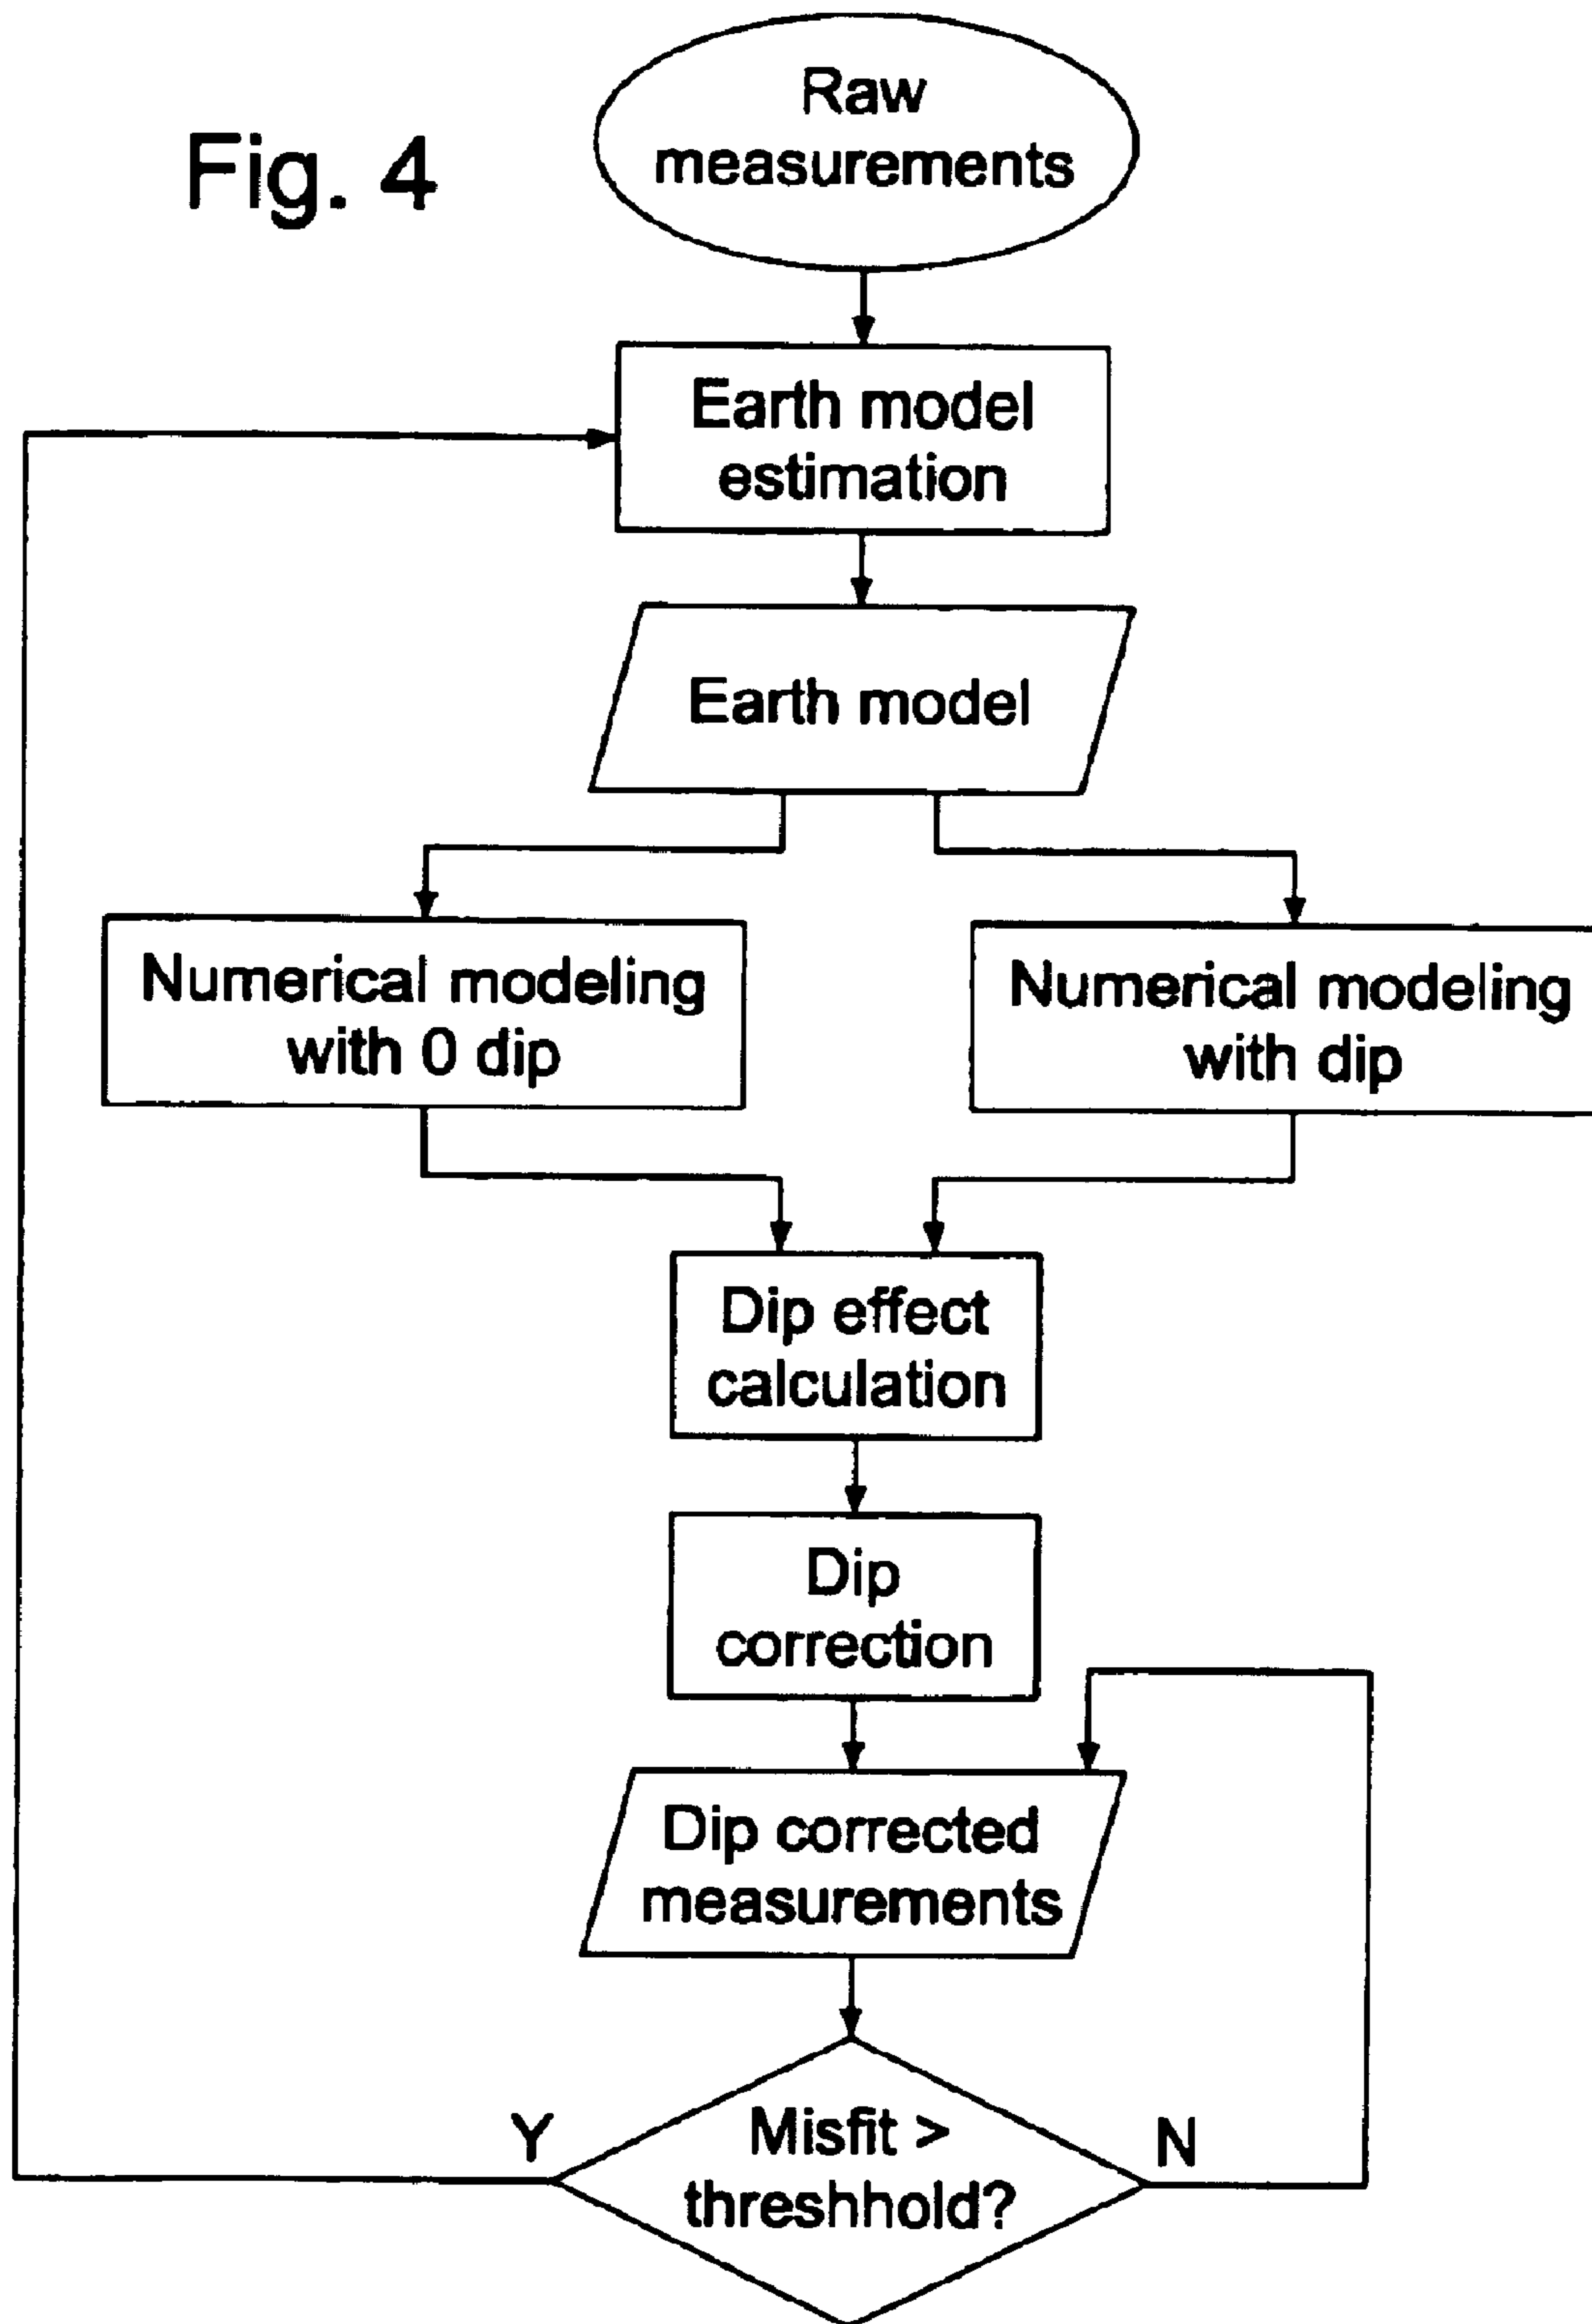 Fig. 4
Raw
measurements
Earth model
estimation
Earth model
Numerical modeling
with 0 dip
Numerical modeling
with dip
Dip effect
calculation
Dip
correction
Dip corrected
measurements
Y
Misfit >
threshhold?
N